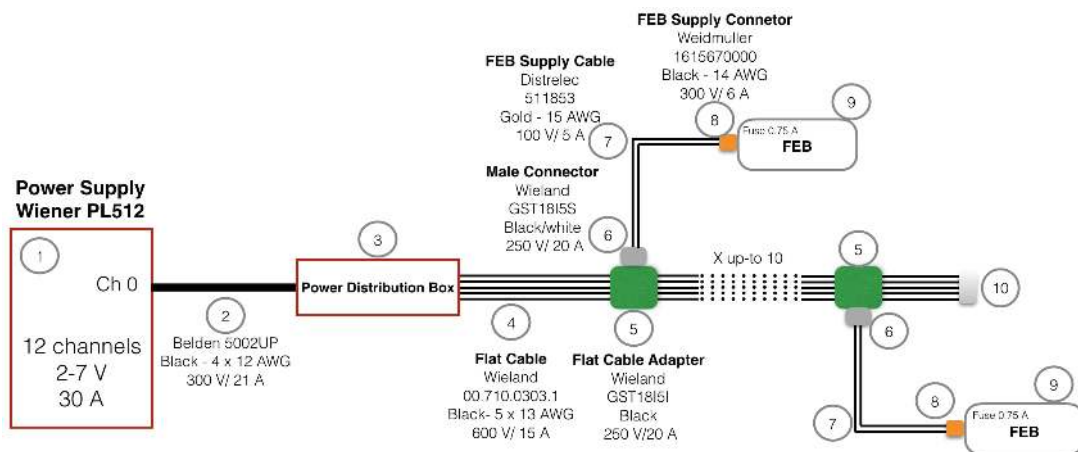 FEB Supply Connetor
Weidmuller
1615670000
Black - 14 AWG
300 V/ 6 A
FEB Supply Cable
Distrelec
511853
Gold - 15 AWG
100 V/ 5 A
9
8
7
Fuse 0.75 A
FEB
Male Connector
Wieland
GST18I5S
Black/white
250 V/ 20 A
6
Power Supply
Wiener PL512
1
Ch 0
12 channels
2-7 V
30 A
2
Belden 5002UP
Black - 4 x 12 AWG
300 V/ 21 A
3
Power Distribution Box
4
Flat Cable
Wieland
00.710.0303.1
Black- 5 x 13 AWG
600 V/ 15 A
5
Flat Cable Adapter
Wieland
GST18I5I
Black
250 V/20 A
X up-to 10
5
10
6
7
8
9
Fuse 0.75 A
FEB